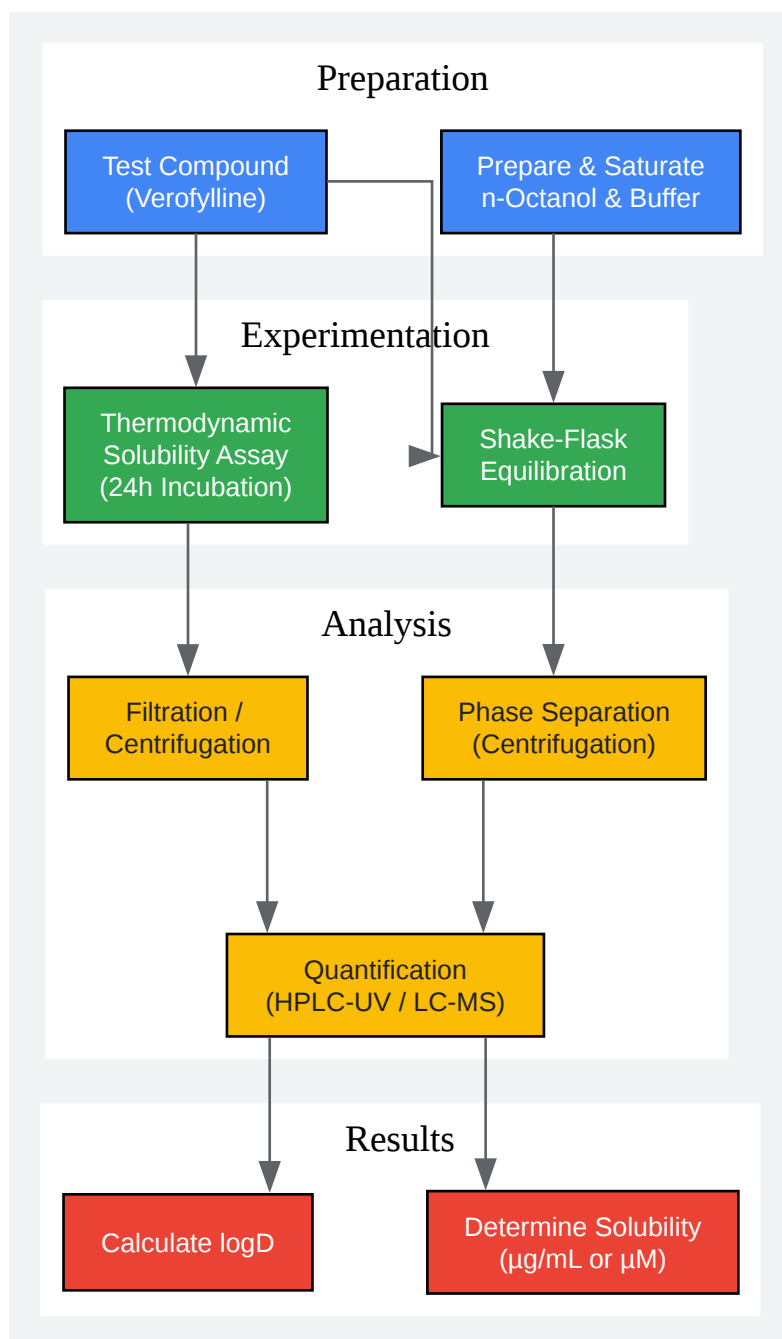 Preparation
Test Compound
(Verofylline)
Prepare & Saturate
n-Octanol & Buffer
Experimentation
Thermodynamic
Solubility Assay
(24h Incubation)
Shake-Flask
Equilibration
Analysis
Filtration /
Centrifugation
Phase Separation
(Centrifugation)
Quantification
(HPLC-UV / LC-MS)
Results
Calculate logD
Determine Solubility
(µg/mL or µM)